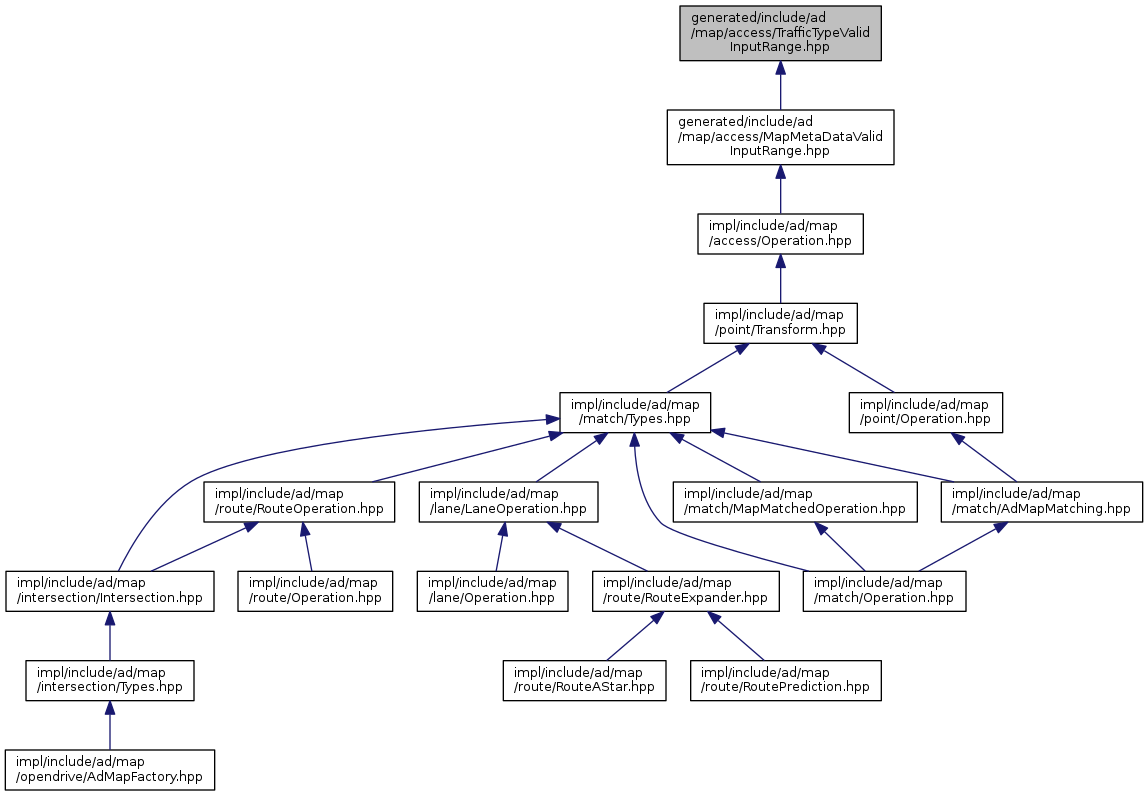 generated/include/ad
/map/access/TrafficTypeValid
InputRange.hpp
generated/include/ad
/map/access/MapMetaDataValid
InputRange.hpp
impl/include/ad/map
/access/Operation.hpp
impl/include/ad/map
/point/Transform.hpp
impl/include/ad/map
/match/Types.hpp
impl/include/ad/map
/point/Operation.hpp
impl/include/ad/map
/route/RouteOperation.hpp
impl/include/ad/map
/lane/LaneOperation.hpp
impl/include/ad/map
/match/MapMatchedOperation.hpp
impl/include/ad/map
/match/AdMapMatching.hpp
impl/include/ad/map
/intersection/Intersection.hpp
impl/include/ad/map
/route/Operation.hpp
impl/include/ad/map
/lane/Operation.hpp
impl/include/ad/map
/route/RouteExpander.hpp
impl/include/ad/map
/match/Operation.hpp
impl/include/ad/map
/intersection/Types.hpp
impl/include/ad/map
/route/RouteAStar.hpp
impl/include/ad/map
/route/RoutePrediction.hpp
impl/include/ad/map
/opendrive/AdMapFactory.hpp